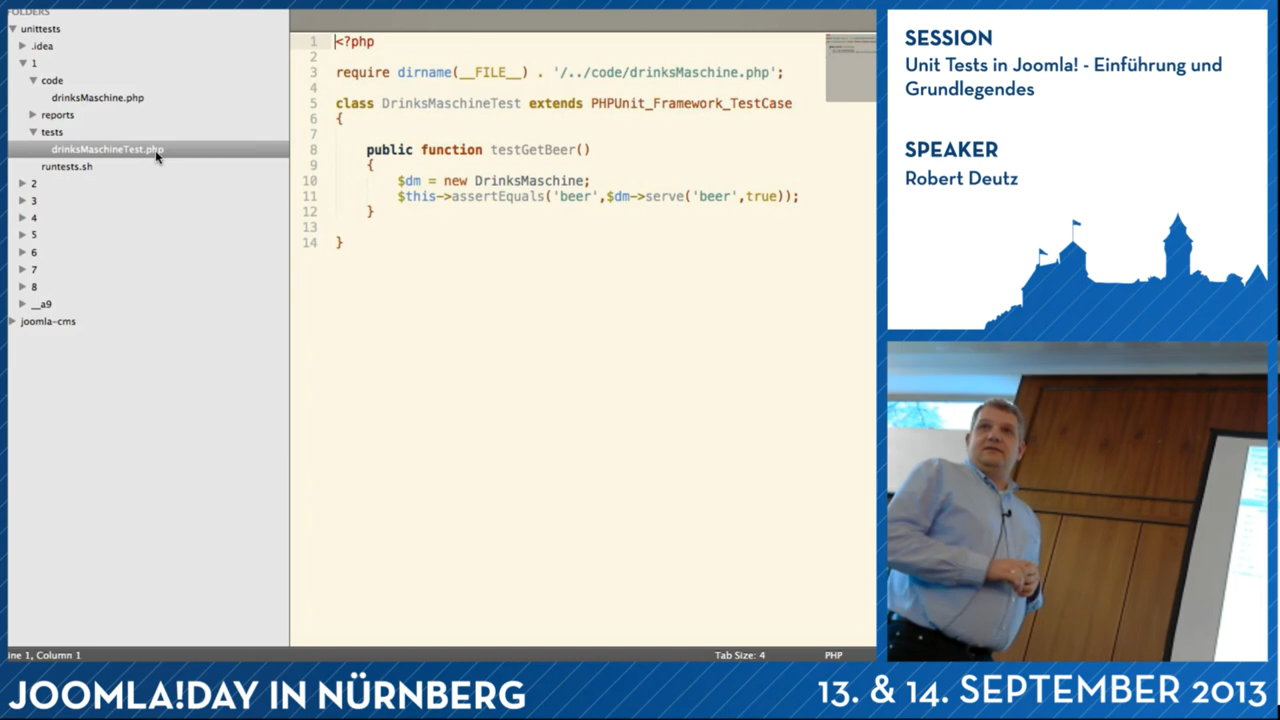 FOLDERS
unittests
.idea
1
code
drinksMaschine.php
reports
tests
drinksMaschineTest.php
runtests.sh
2
3
4
5
6
7
8
__a9
joomla-cms
1 <?php
2
3 require dirname(__FILE__) . '/../code/drinksMaschine.php';
4
5 class DrinksMaschineTest extends PHPUnit_Framework_TestCase
6 {
7
8 public function testGetBeer()
9 {
10 $dm = new DrinksMaschine;
11 $this->assertEquals('beer',$dm->serve('beer',true));
12 }
13
14 }
ine 1, Column 1
Tab Size: 4
PHP
SESSION
Unit Tests in Joomla! - Einführung und
Grundlegendes
SPEAKER
Robert Deutz
JOOMLA!DAY IN NÜRNBERG
13. & 14. SEPTEMBER 2013